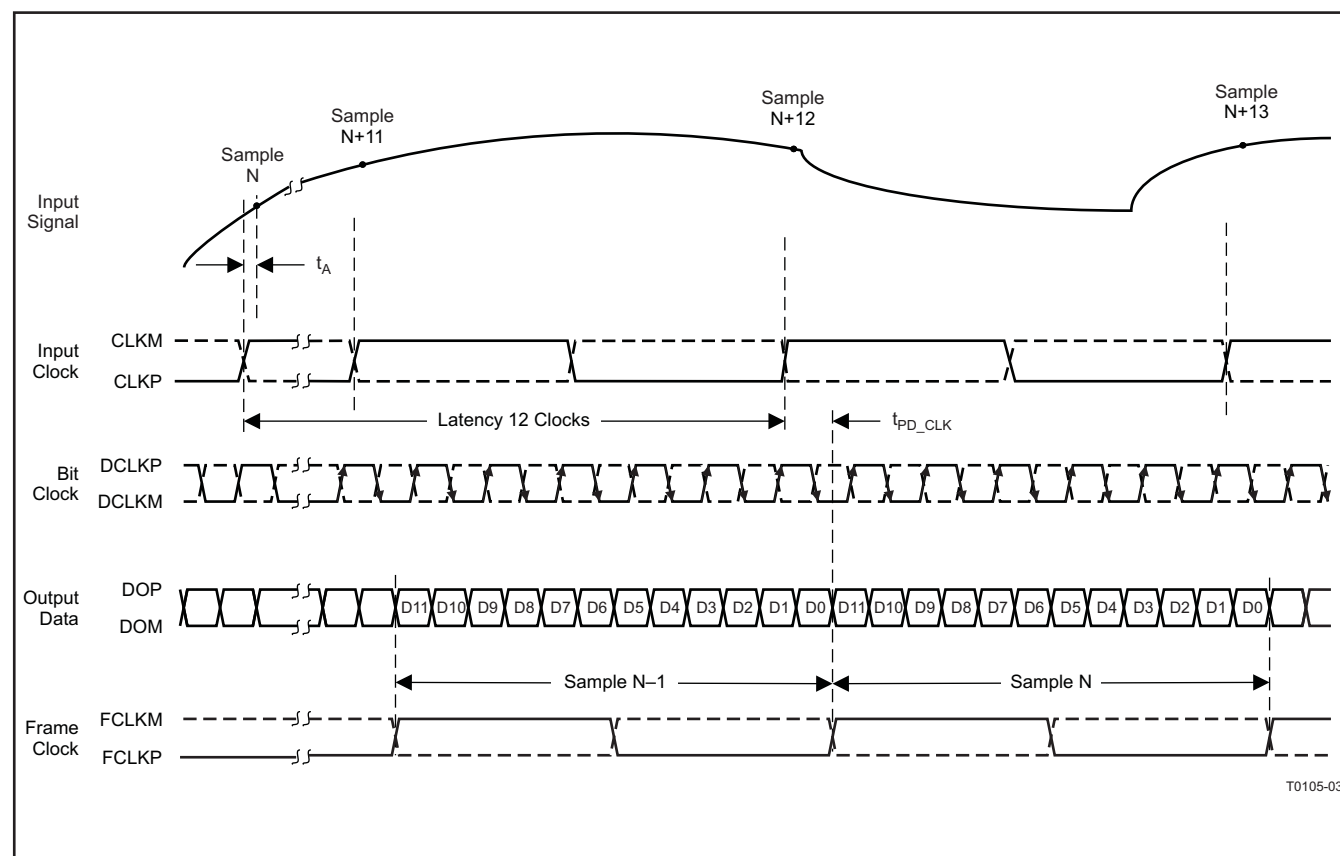 Sample
N
Sample
N+11
Sample
N+12
Sample
N+13
Input
Signal
tA
Input
Clock
CLKM
CLKP
Latency 12 Clocks
tPD_CLK
Bit
Clock
DCLKP
DCLKM
Output
Data
DOP
DOM
D11 D10 D9 D8 D7 D6 D5 D4 D3 D2 D1 D0 D11 D10 D9 D8 D7 D6 D5 D4 D3 D2 D1 D0
Sample N–1
Sample N
Frame
Clock
FCLKM
FCLKP
T0105-03